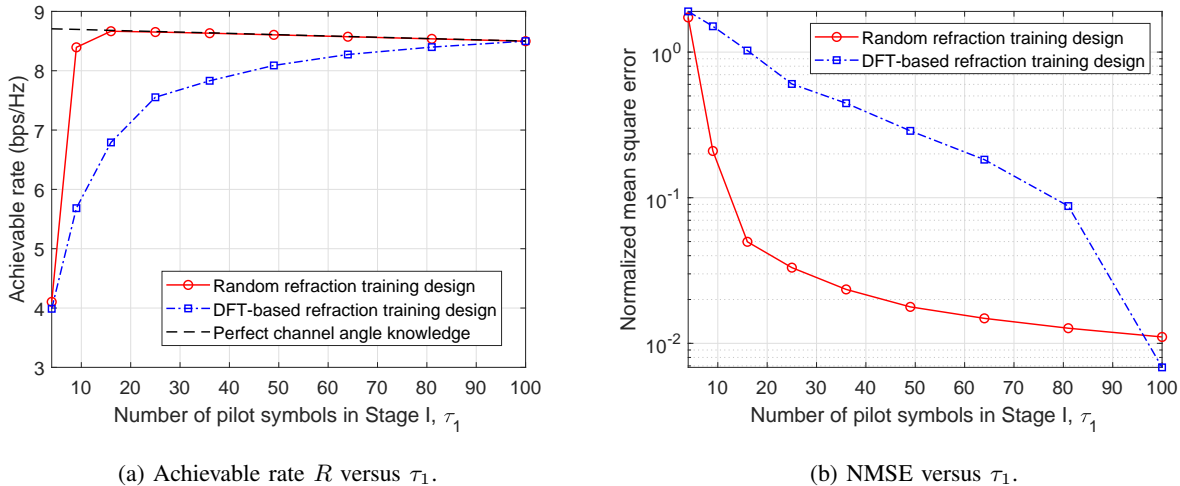 9
8
7
6
5
4
3
Achievable rate (bps/Hz)
Random refraction training design
DFT-based refraction training design
Perfect channel angle knowledge
10 20 30 40 50 60 70 80 90 100
Number of pilot symbols in Stage I, τ1
(a) Achievable rate R versus τ1.
10^0
10^-1
10^-2
Normalized mean square error
Random refraction training design
DFT-based refraction training design
10 20 30 40 50 60 70 80 90 100
Number of pilot symbols in Stage I, τ1
(b) NMSE versus τ1.